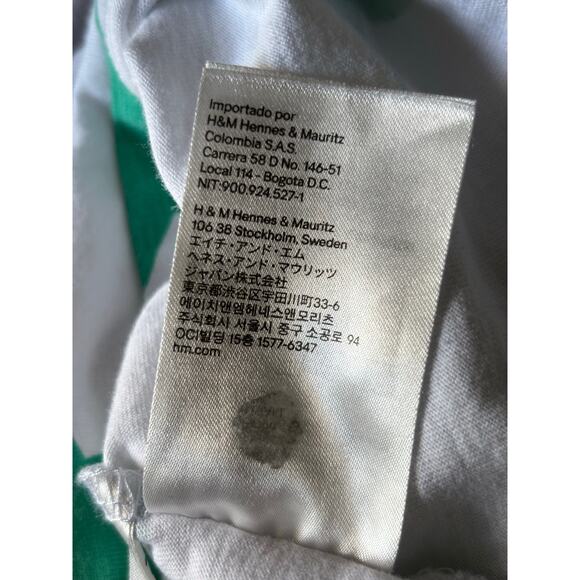 Importado por
H&M Hennes & Mauritz
Colombia S.A.S.
Carrera 58 D No. 146-51
Local 114 - Bogota D.C.
NIT:900.924.527-1
H & M Hennes & Mauritz
106 38 Stockholm, Sweden
エイチ・アンド・エム
ヘネス・アンド・マウリッツ
ジャパン株式会社
東京都渋谷区宇田川町33-6
에이치앤엠헤네스앤모리츠
주식회사 서울시 중구 소공로 94
OCI빌딩 15층 1577-6347
hm.com